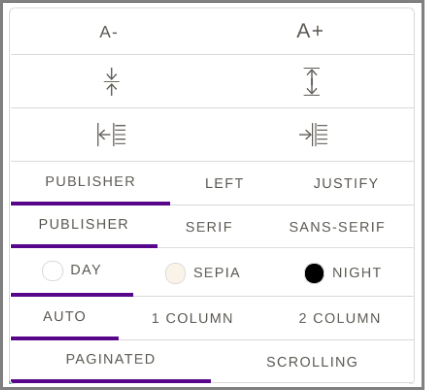 A- A+
PUBLISHER LEFT JUSTIFY
PUBLISHER SERIF SANS-SERIF
DAY SEPIA NIGHT
AUTO 1 COLUMN 2 COLUMN
PAGINATED SCROLLING